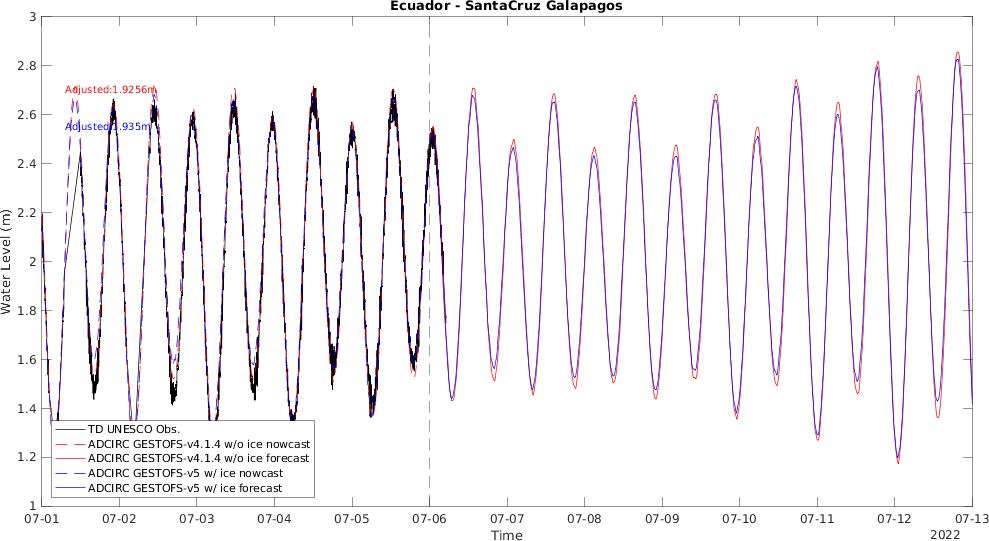 Ecuador - SantaCruz Galapagos
Water Level (m)
3
2.8
2.6
2.4
2.2
2
1.8
1.6
1.4
1.2
1
Adjusted:1.9256m
Adjusted:1.935m
TD UNESCO Obs.
ADCIRC GESTOFS-v4.1.4 w/o ice nowcast
ADCIRC GESTOFS-v4.1.4 w/o ice forecast
ADCIRC GESTOFS-v5 w/ ice nowcast
ADCIRC GESTOFS-v5 w/ ice forecast
07-01 07-02 07-03 07-04 07-05 07-06 07-07 07-08 07-09 07-10 07-11 07-12 07-13
Time
2022